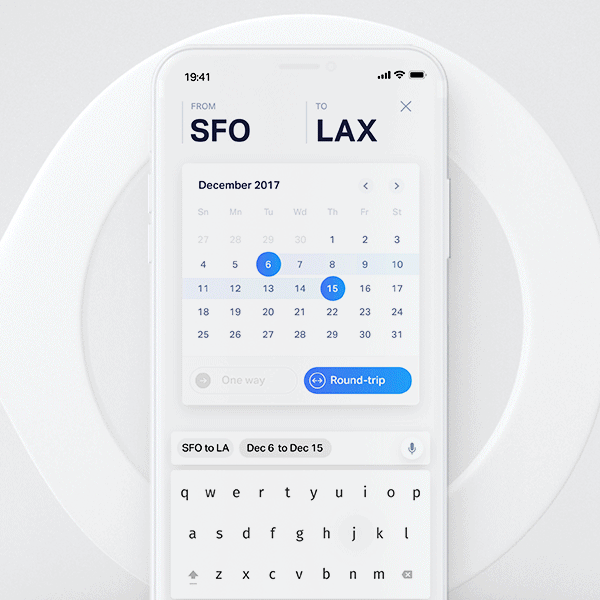 19:41
FROM TO
SFO LAX
December 2017
Sn Mn Tu Wd Th Fr St
27 28 29 30 1 2 3
4 5 6 7 8 9 10
11 12 13 14 15 16 17
18 19 20 21 22 23 24
25 26 27 28 29 30 31
One way Round-trip
SFO to LA Dec 6 to Dec 15
q w e r t y u i o p
a s d f g h j k l
z x c v b n m